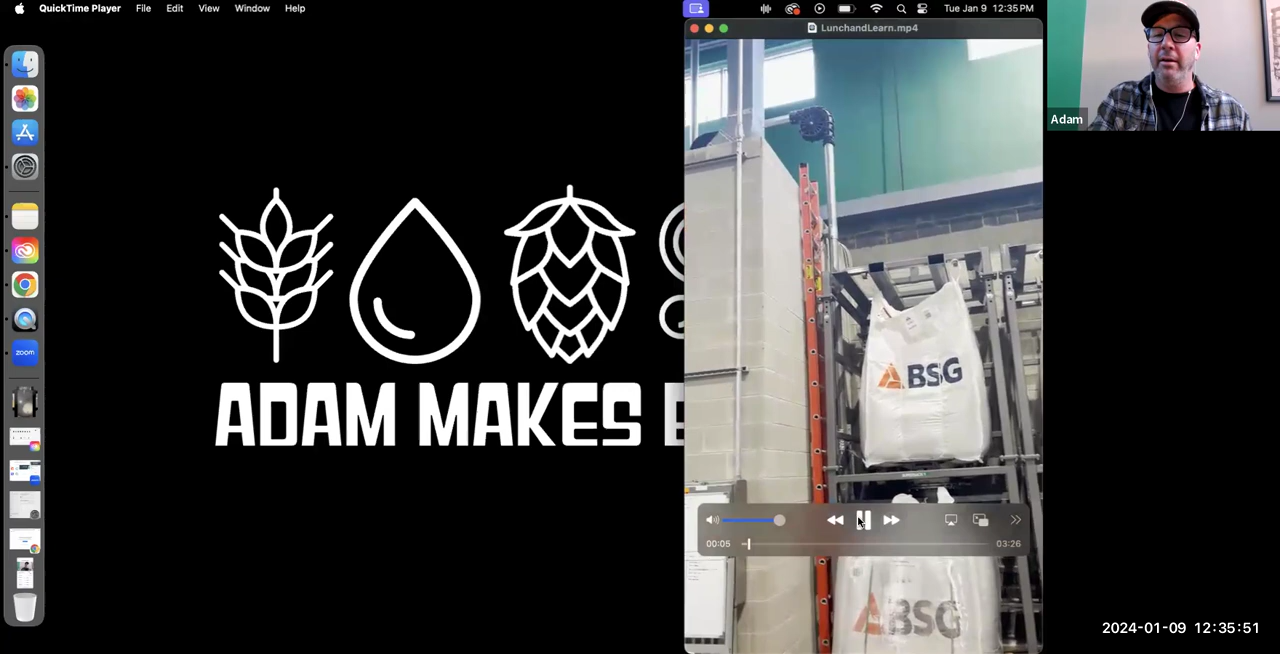 QuickTime Player File Edit View Window Help
Tue Jan 9 12:35 PM
LunchandLearn.mp4
Adam
BSG
ADAM MAKES
zoom
00:05
03:26
BSG
2024-01-09 12:35:51